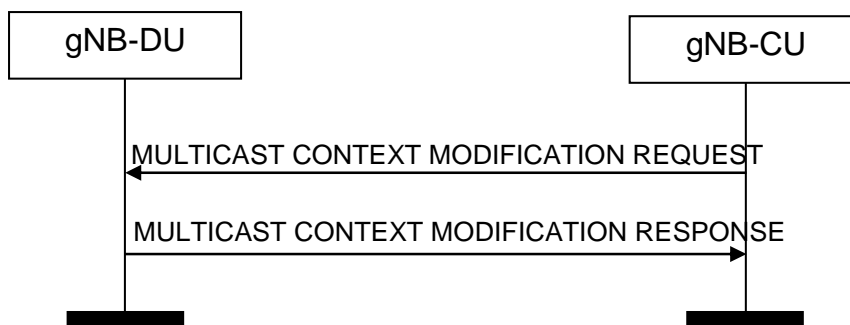 gNB-DU
gNB-CU
MULTICAST CONTEXT MODIFICATION REQUEST
MULTICAST CONTEXT MODIFICATION RESPONSE